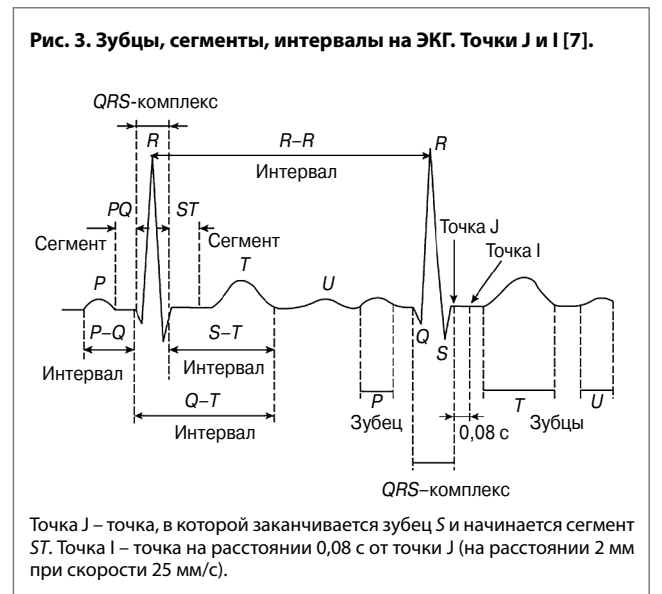 Рис. 3. Зубцы, сегменты, интервалы на ЭКГ. Точки J и I [7].
QRS-комплекс
R
R–R
R
Интервал
PQ
ST
Сегмент
Сегмент
Точка J
Точка I
P
T
U
P–Q
S–T
Q
S
Интервал
Интервал
Q–T
Интервал
P
Зубец
0,08 с
T
Зубцы
U
QRS–комплекс
Точка J – точка, в которой заканчивается зубец S и начинается сегмент
ST. Точка I – точка на расстоянии 0,08 с от точки J (на расстоянии 2 мм
при скорости 25 мм/с).